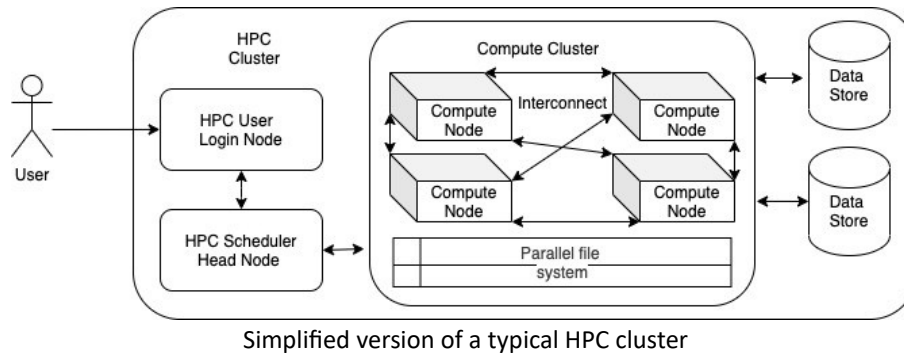 HPC
Cluster
User
HPC User
Login Node
HPC Scheduler
Head Node
Compute Cluster
Compute
Node
Interconnect
Compute
Node
Compute
Node
Compute
Node
Parallel file
system
Data
Store
Data
Store
Simplified version of a typical HPC cluster